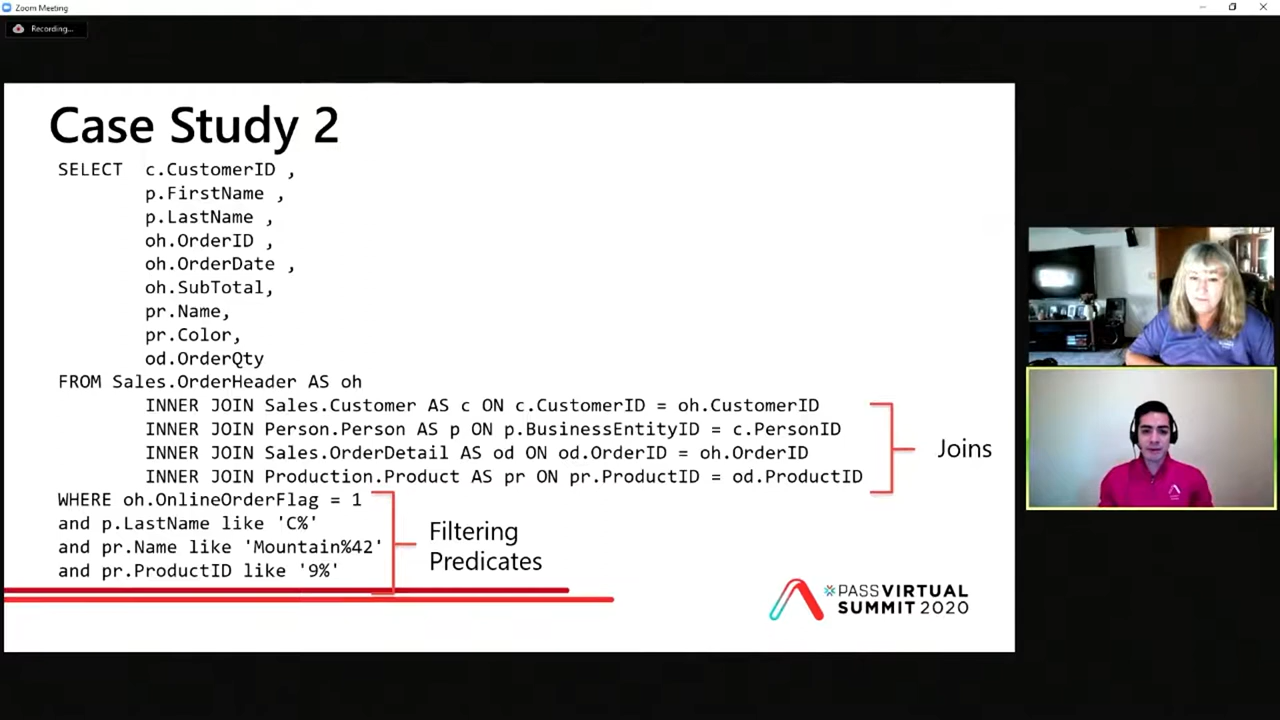 Zoom Meeting
Recording...
Case Study 2
SELECT c.CustomerID ,
p.FirstName ,
p.LastName ,
oh.OrderID ,
oh.OrderDate ,
oh.SubTotal,
pr.Name,
pr.Color,
od.OrderQty
FROM Sales.OrderHeader AS oh
INNER JOIN Sales.Customer AS c ON c.CustomerID = oh.CustomerID
INNER JOIN Person.Person AS p ON p.BusinessEntityID = c.PersonID
INNER JOIN Sales.OrderDetail AS od ON od.OrderID = oh.OrderID
INNER JOIN Production.Product AS pr ON pr.ProductID = od.ProductID
Joins
WHERE oh.OnlineOrderFlag = 1
and p.LastName like 'C%'
and pr.Name like 'Mountain%42'
and pr.ProductID like '9%'
Filtering
Predicates
PASS VIRTUAL
SUMMIT 2020